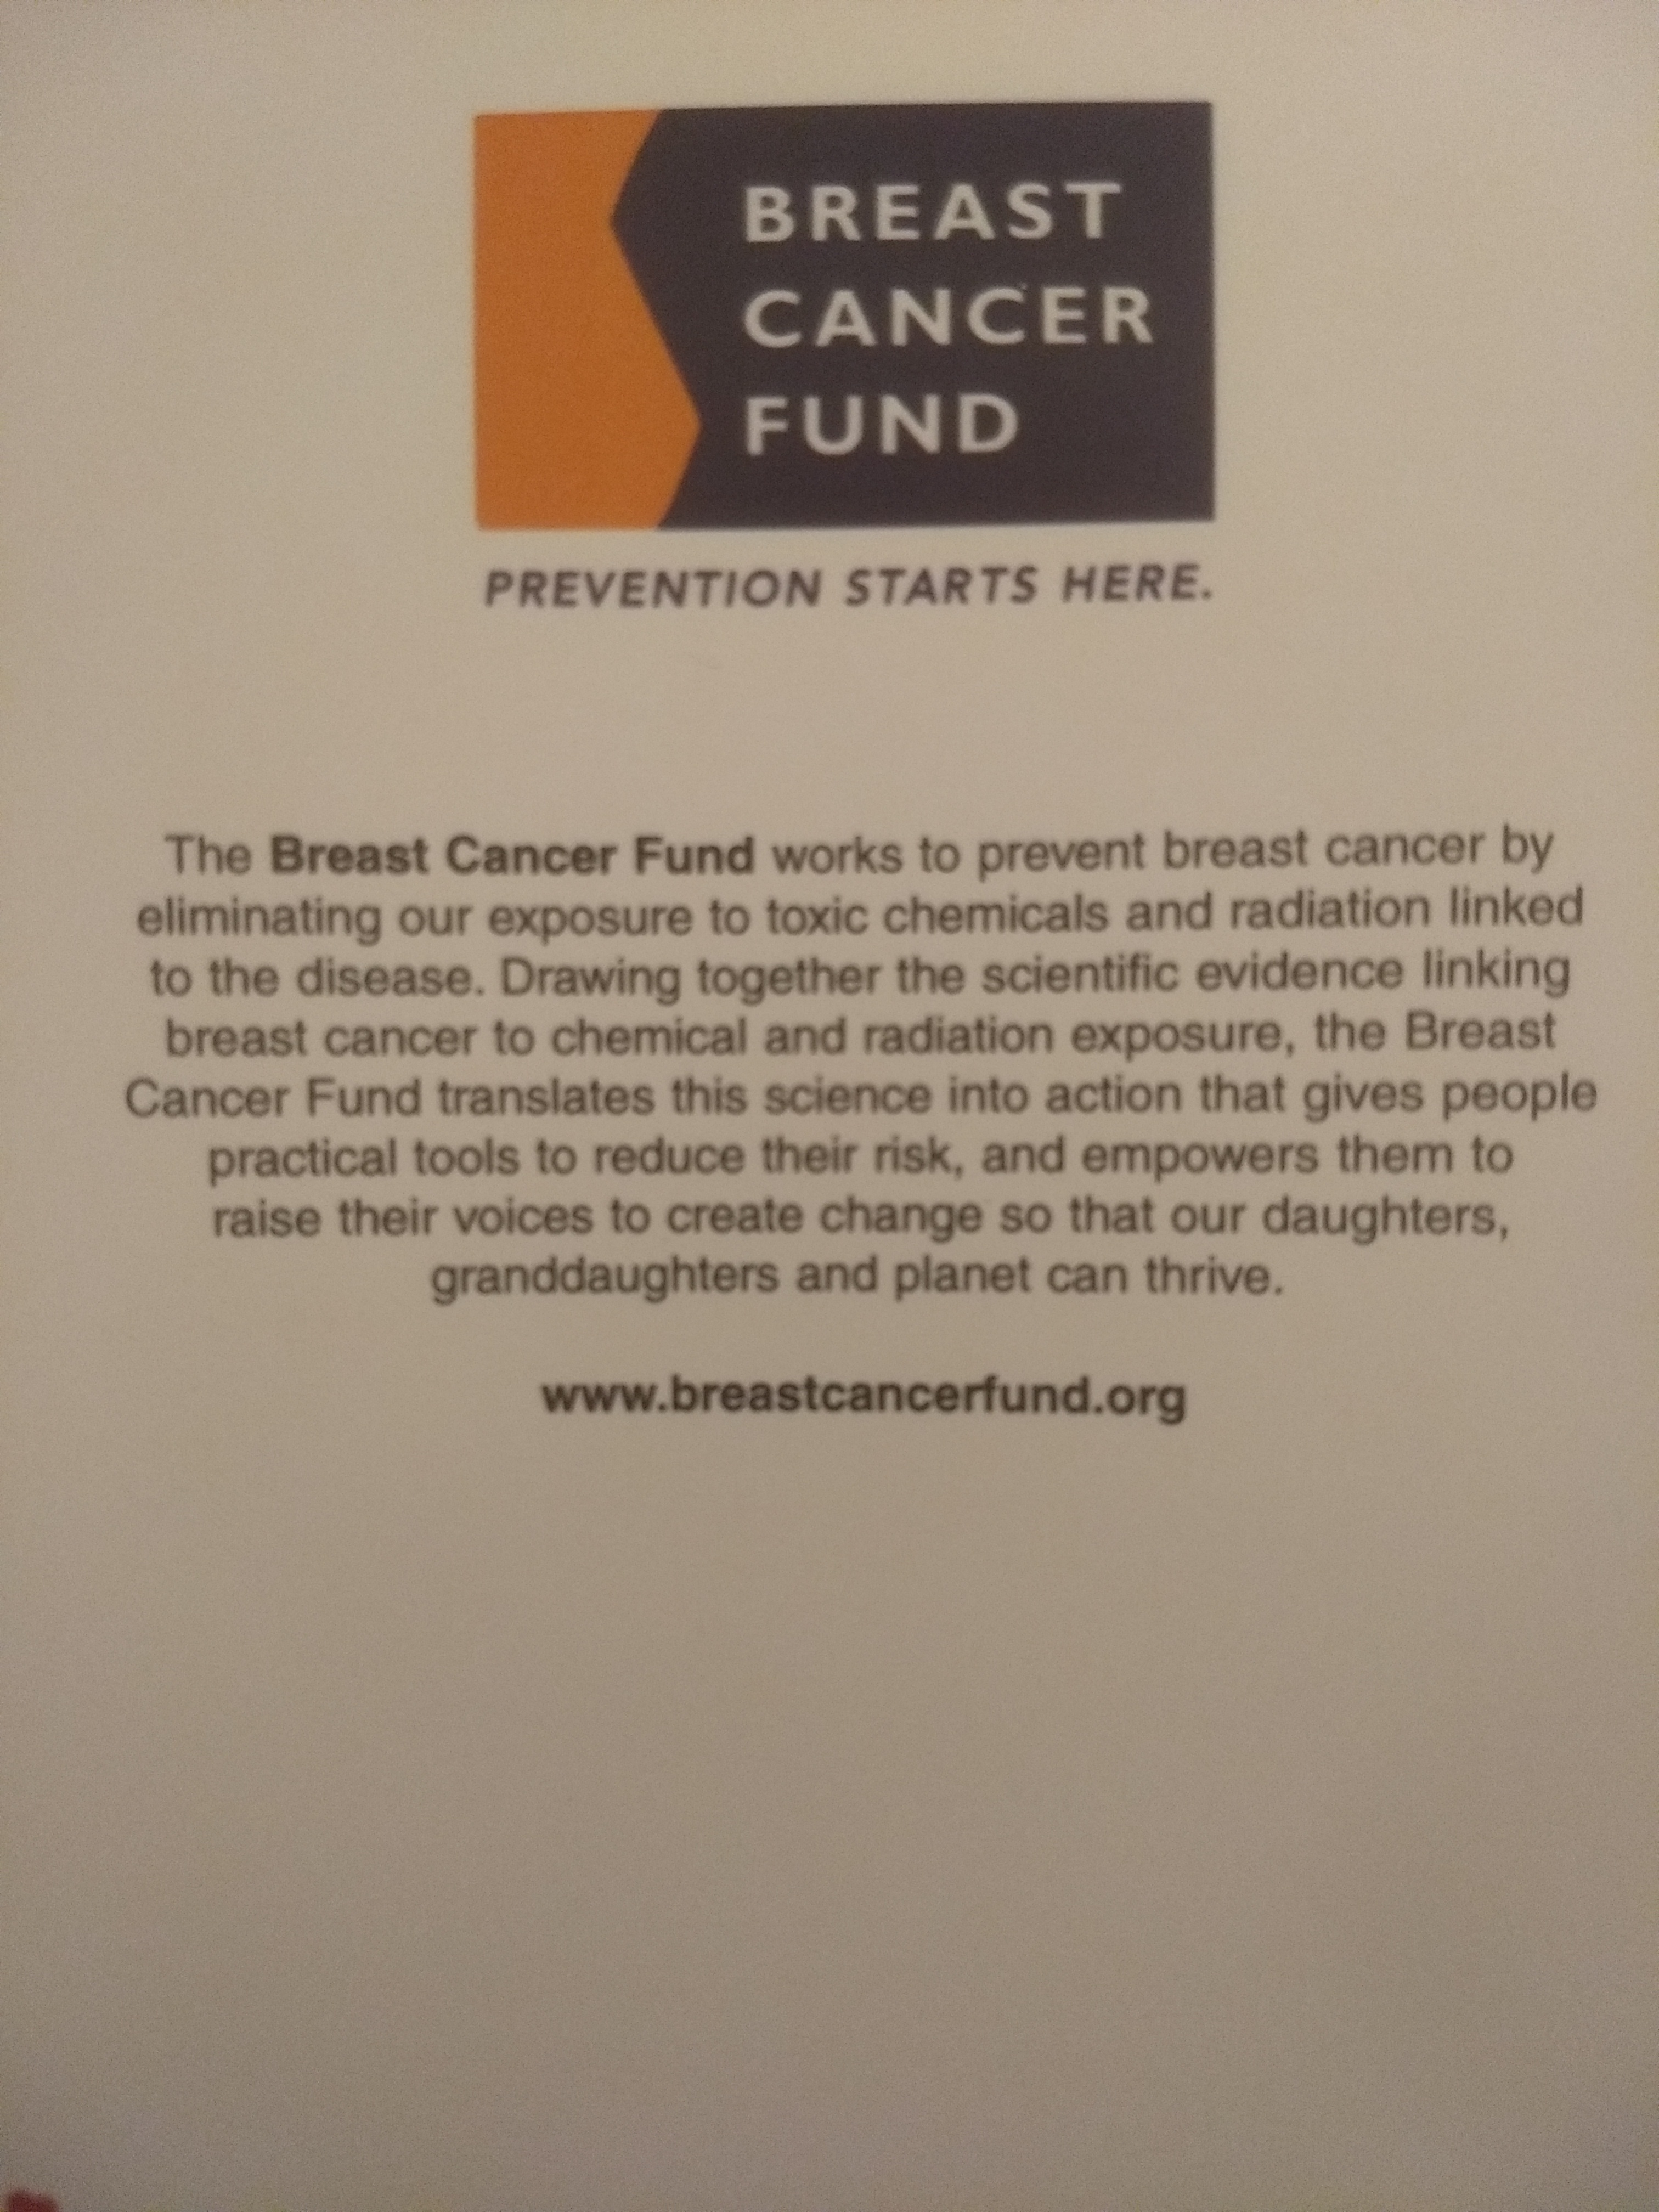 BREAST
CANCER
FUND
PREVENTION STARTS HERE.
The Breast Cancer Fund works to prevent breast cancer by
eliminating our exposure to toxic chemicals and radiation linked
to the disease. Drawing together the scientific evidence linking
breast cancer to chemical and radiation exposure, the Breast
Cancer Fund translates this science into action that gives people
practical tools to reduce their risk, and empowers them to
raise their voices to create change so that our daughters,
granddaughters and planet can thrive.
www.breastcancerfund.org